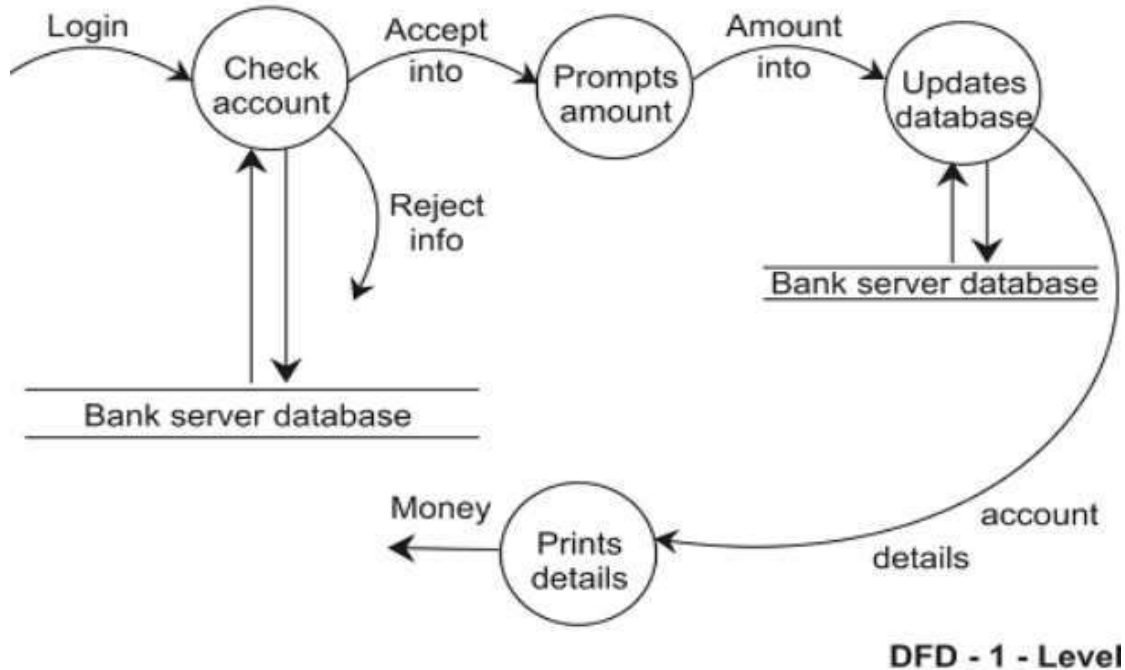 Login
Check
account
Accept
into
Prompts
amount
Amount
into
Updates
database
Reject
info
Bank server database
Bank server database
Money
Prints
details
account
details
DFD - 1 - Level